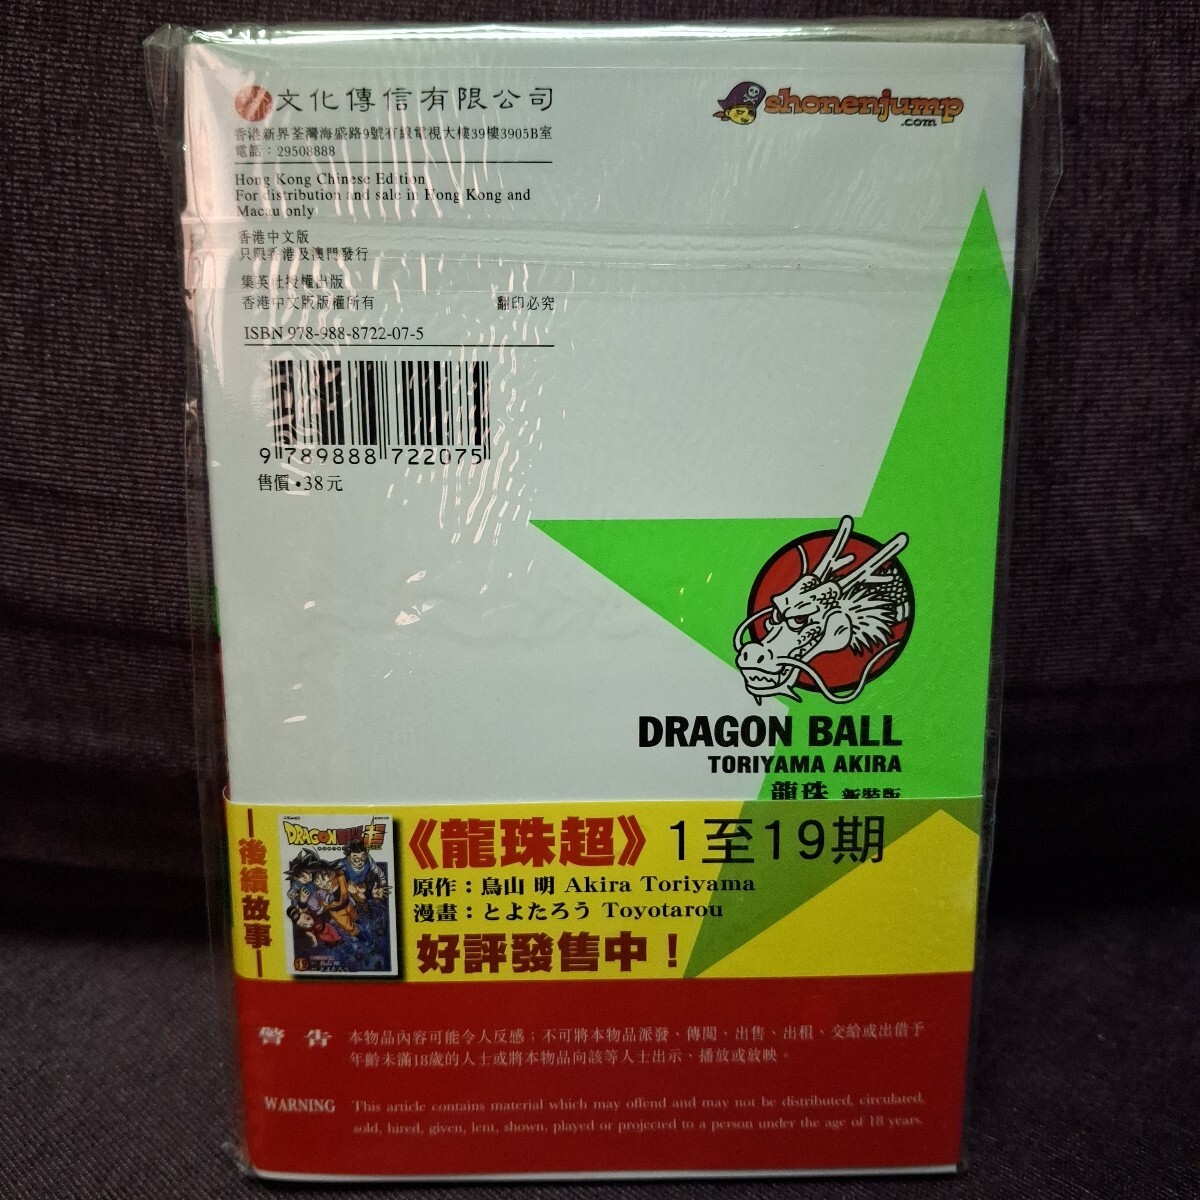 文化傳信有限公司
shonenjump
.com
香港新界荃灣海盛路9號有線電視大樓39樓3905B室
電話：29508888
Hong Kong Chinese Edition
For distribution and sale in Hong Kong and
Macau only
香港中文版
只限香港及澳門發行
集英社授權出版
香港中文版版權所有 翻印必究
ISBN 978-988-8722-07-5
9 789888 722075
售價•38元
DRAGON BALL
TORIYAMA AKIRA
龍珠 新裝版
後續故事
DRAGON BALL超
19
《龍珠超》1至19期
原作：鳥山 明 Akira Toriyama
漫畫：とよたろう Toyotarou
好評發售中！
警告 本物品內容可能令人反感；不可將本物品派發、傳閱、出售、出租、交給或出借予
年齡未滿18歲的人士或將本物品向該等人士出示、播放或放映。
WARNING This article contains material which may offend and may not be distributed, circulated,
sold, hired, given, lent, shown, played or projected to a person under the age of 18 years.